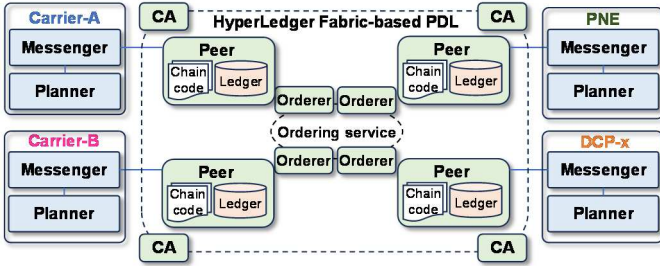 CA
HyperLedger Fabric-based PDL
CA
Carrier-A
Messenger
Planner
Peer
Chain
code
Ledger
Peer
Chain
code
Ledger
PNE
Messenger
Planner
Orderer
Orderer
Ordering service
Orderer
Orderer
Carrier-B
Messenger
Planner
Peer
Chain
code
Ledger
Peer
Chain
code
Ledger
DCP-x
Messenger
Planner
CA
CA